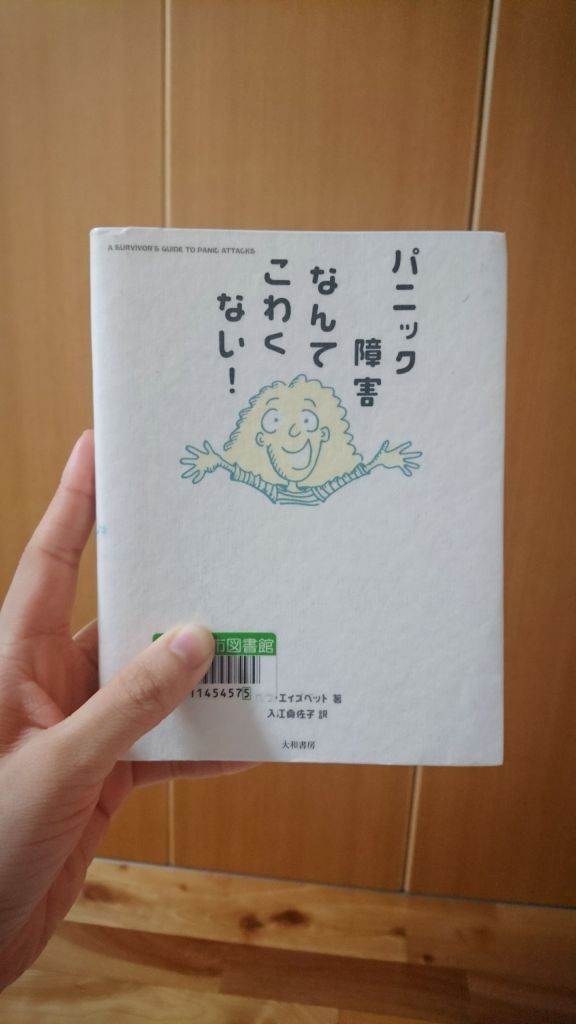 A SURVIVOR'S GUIDE TO PANIC ATTACKS
パニック
障害
なんて
こわく
ない!
市図書館
11454575
エイズベット 著
入江真佐子 訳
大和書房